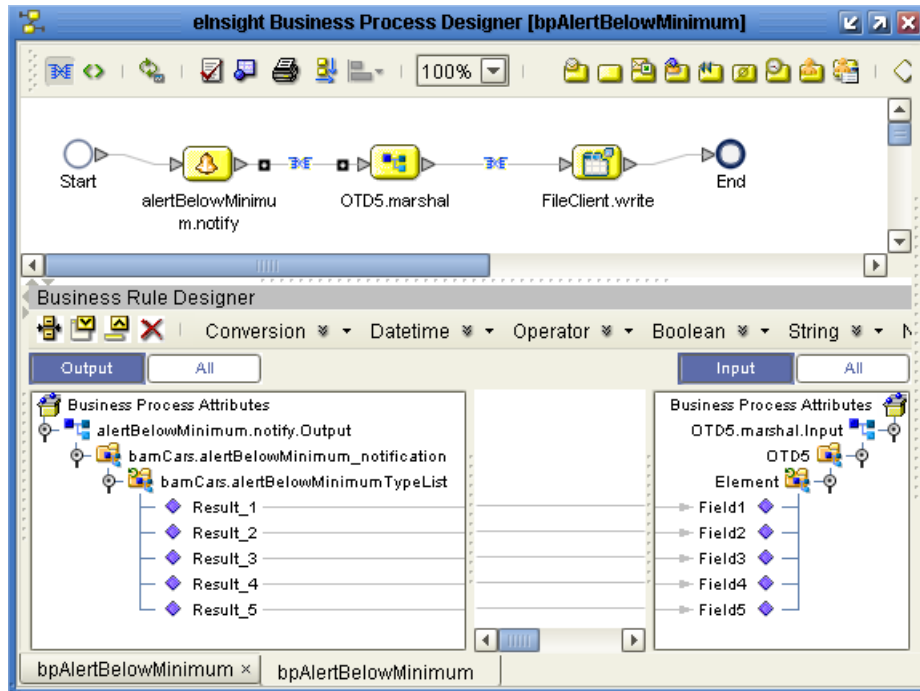 eInsight Business Process Designer [bpAlertBelowMinimum]
100%
Start
alertBelowMinimu
m.notify
OTD5.marshal
FileClient.write
End
Business Rule Designer
Conversion Datetime Operator Boolean String N
Output All Input All
Business Process Attributes
alertBelowMinimum.notify.Output
bamCars.alertBelowMinimum_notification
bamCars.alertBelowMinimumTypeList
Result_1
Result_2
Result_3
Result_4
Result_5
Business Process Attributes
OTD5.marshal.Input
OTD5
Element
Field1
Field2
Field3
Field4
Field5
bpAlertBelowMinimum × bpAlertBelowMinimum